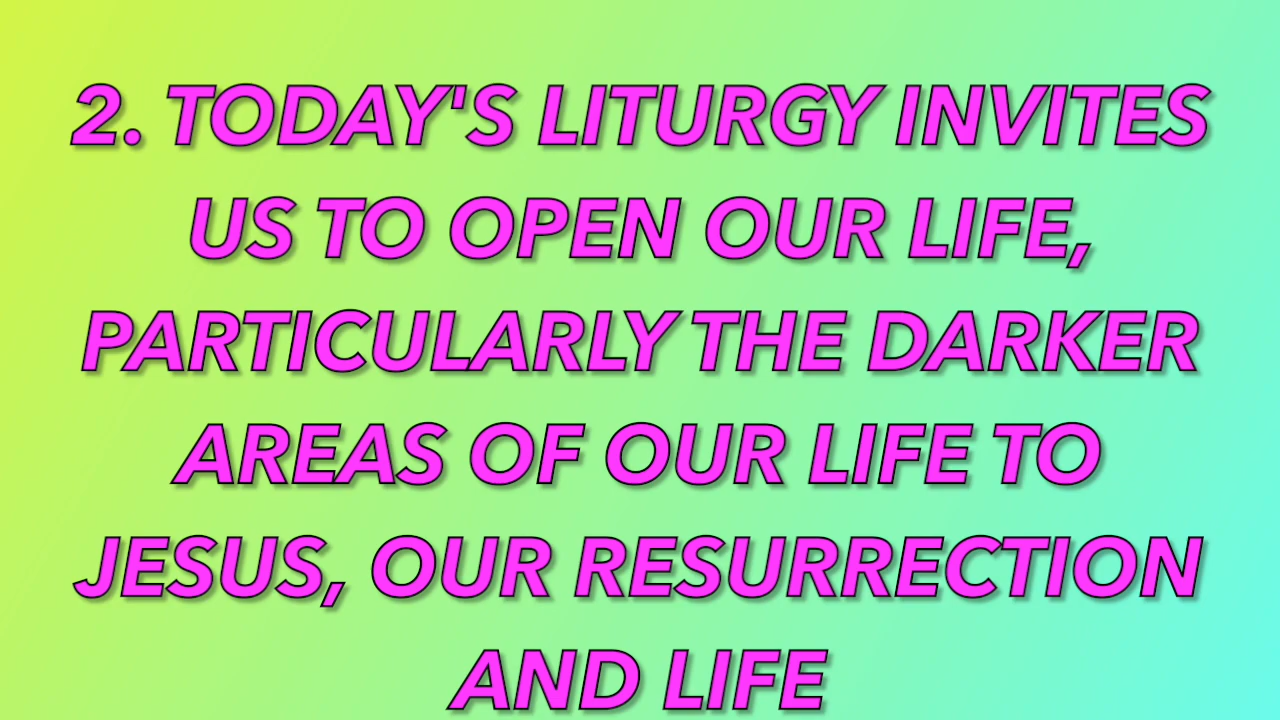 2. TODAY'S LITURGY INVITES
US TO OPEN OUR LIFE,
PARTICULARLY THE DARKER
AREAS OF OUR LIFE TO
JESUS, OUR RESURRECTION
AND LIFE